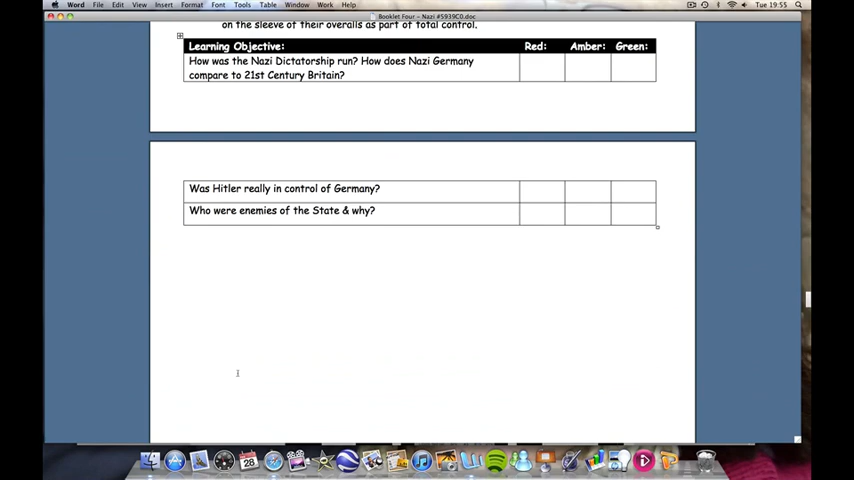 Word File Edit View Insert Format Font Tools Table Window Work Help Tue 19:55
Booklet Four – Nazi #5939C0.doc
on the sleeve of their overalls as part of total control.
Learning Objective: Red: Amber: Green:
How was the Nazi Dictatorship run? How does Nazi Germany
compare to 21st Century Britain?
Was Hitler really in control of Germany?
Who were enemies of the State & why?
28